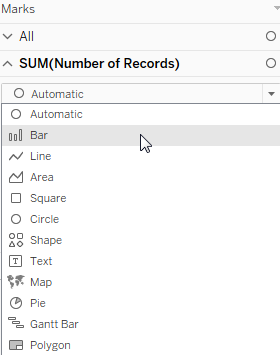 Marks
All
SUM(Number of Records)
Automatic
Automatic
Bar
Line
Area
Square
Circle
Shape
Text
Map
Pie
Gantt Bar
Polygon